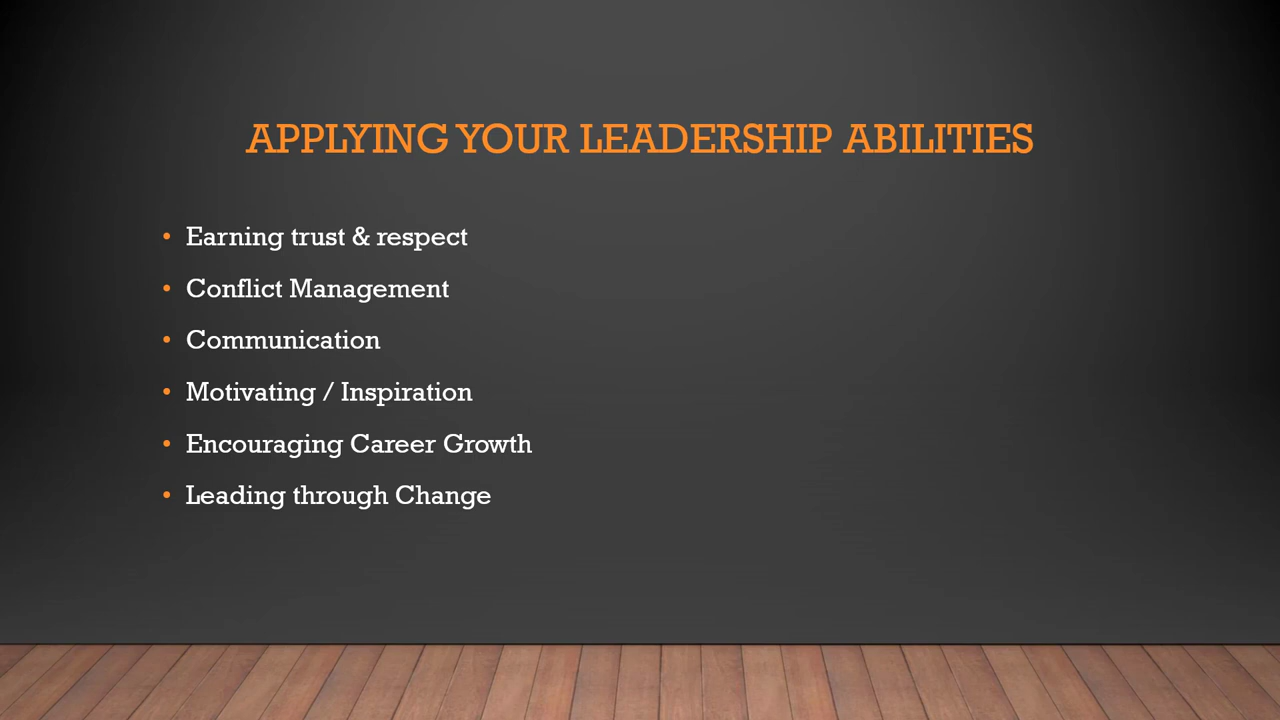 APPLYING YOUR LEADERSHIP ABILITIES
• Earning trust & respect
• Conflict Management
• Communication
• Motivating / Inspiration
• Encouraging Career Growth
• Leading through Change